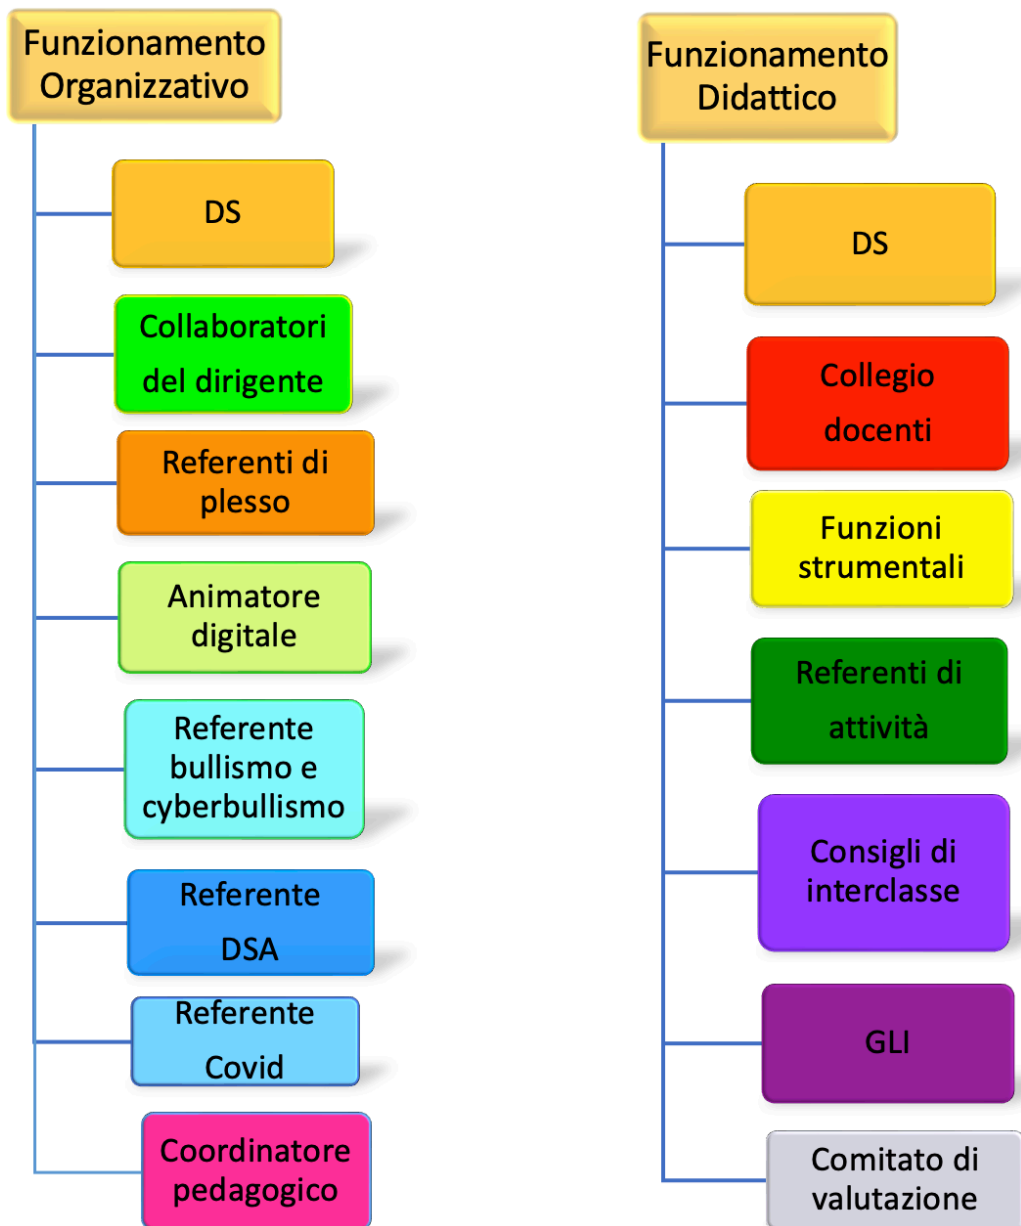 Funzionamento
Organizzativo
DS
Collaboratori
del dirigente
Referenti di
plesso
Animatore
digitale
Referente
bullismo e
cyberbullismo
Referente
DSA
Referente
Covid
Coordinatore
pedagogico
Funzionamento
Didattico
DS
Collegio
docenti
Funzioni
strumentali
Referenti di
attività
Consigli di
interclasse
GLI
Comitato di
valutazione